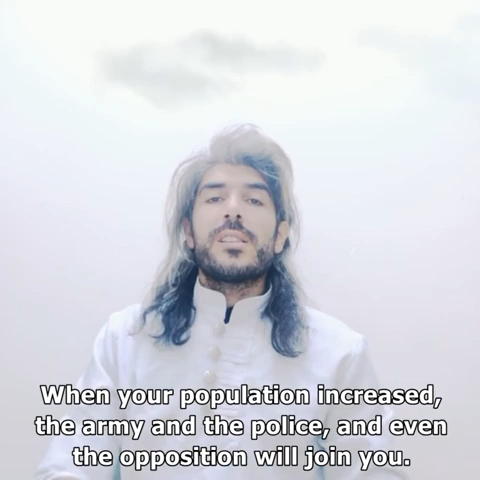 When your population increased,
the army and the police, and even
the opposition will join you.